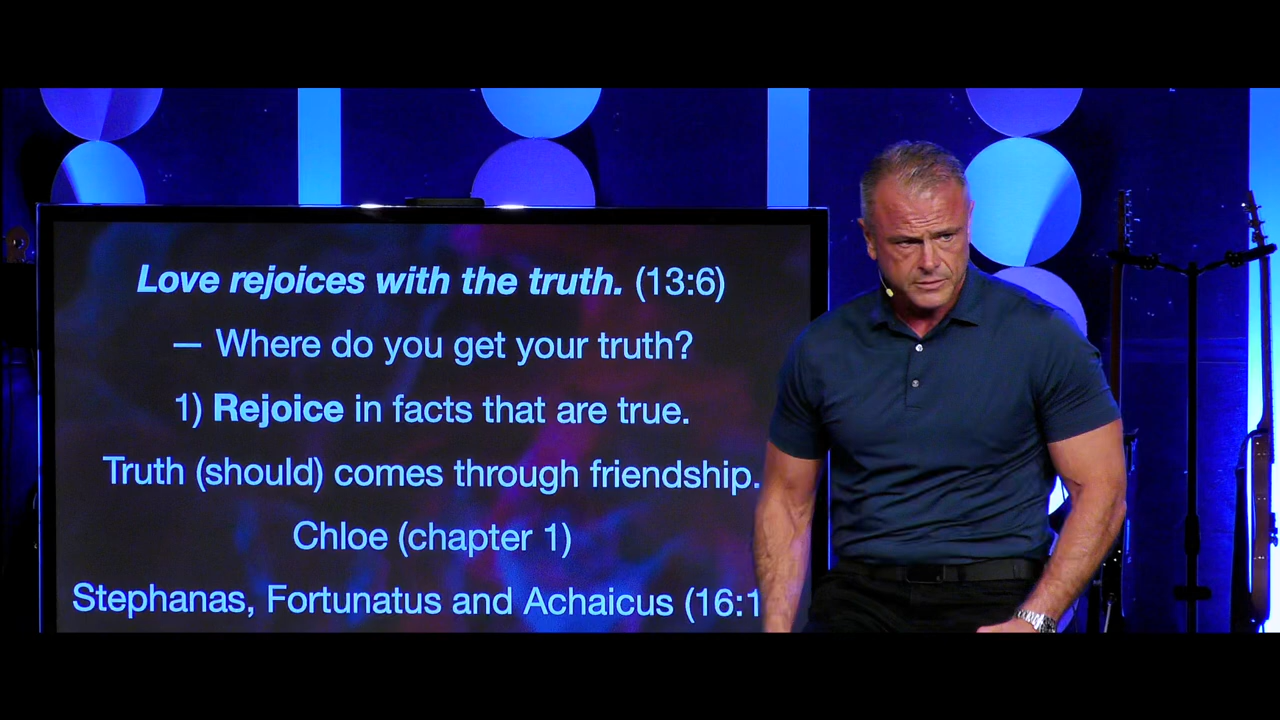 Love rejoices with the truth. (13:6)
— Where do you get your truth?
1) Rejoice in facts that are true.
Truth (should) comes through friendship.
Chloe (chapter 1)
Stephanas, Fortunatus and Achaicus (16:1